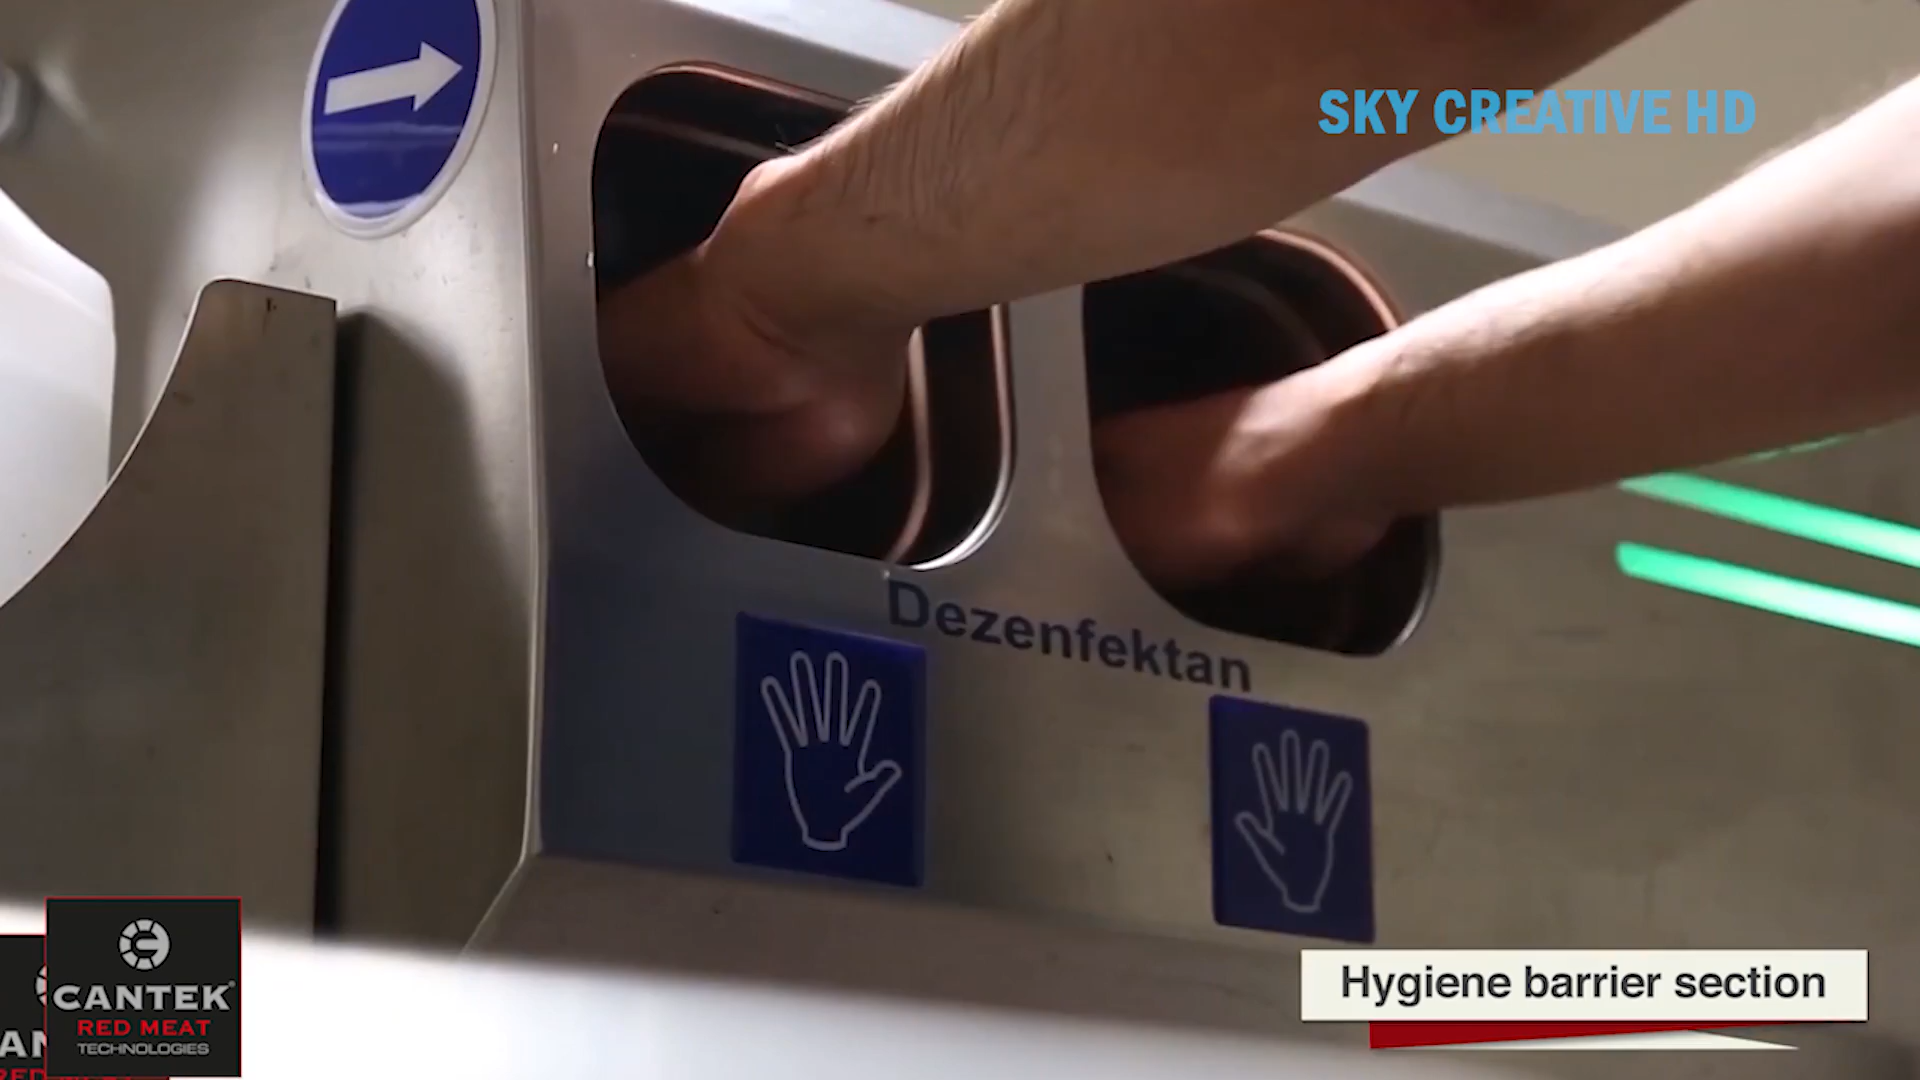 SKY CREATIVE HD
Dezenfektan
Hygiene barrier section
CANTEK
RED MEAT
TECHNOLOGIES